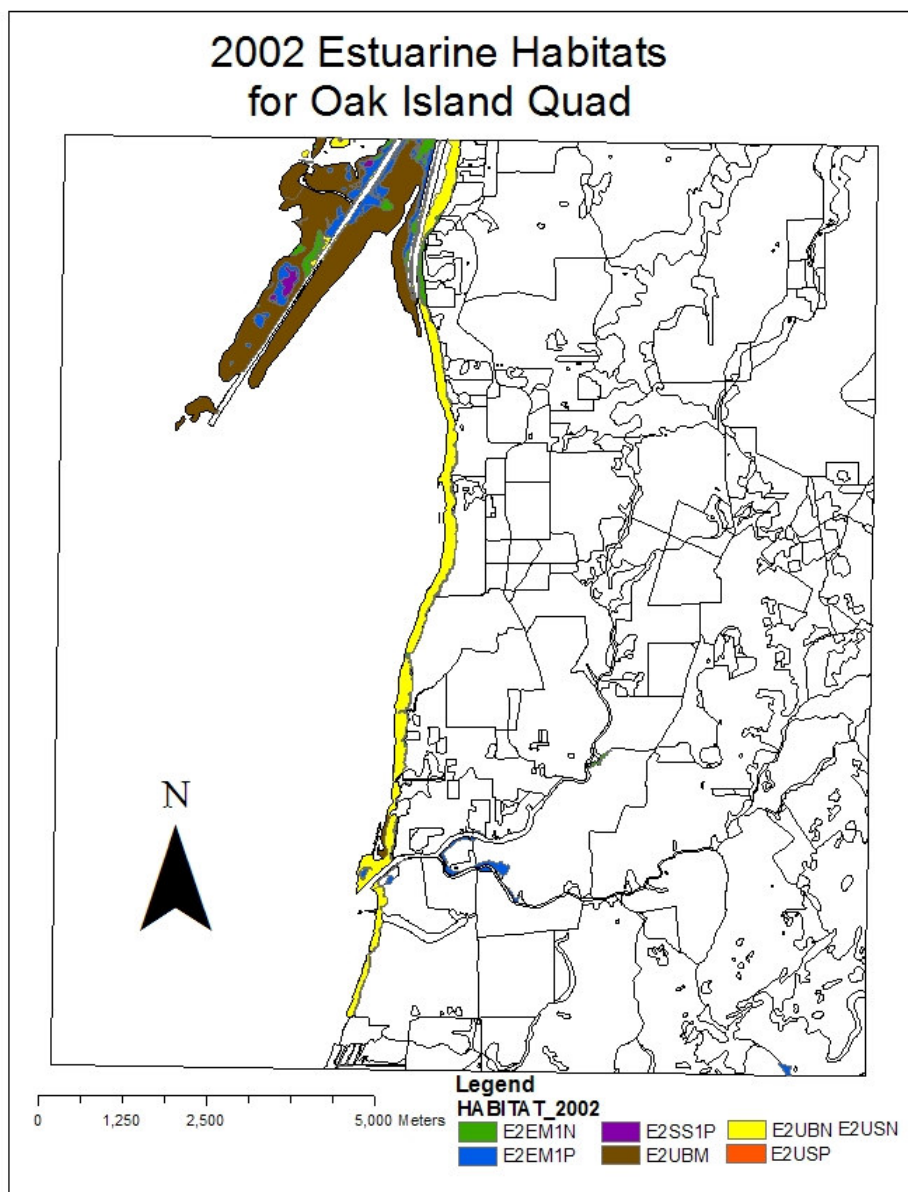 2002 Estuarine Habitats
for Oak Island Quad
N
0 1,250 2,500 5,000 Meters
Legend
HABITAT_2002
E2EM1N E2SS1P E2UBN E2USN
E2EM1P E2UBM E2USP